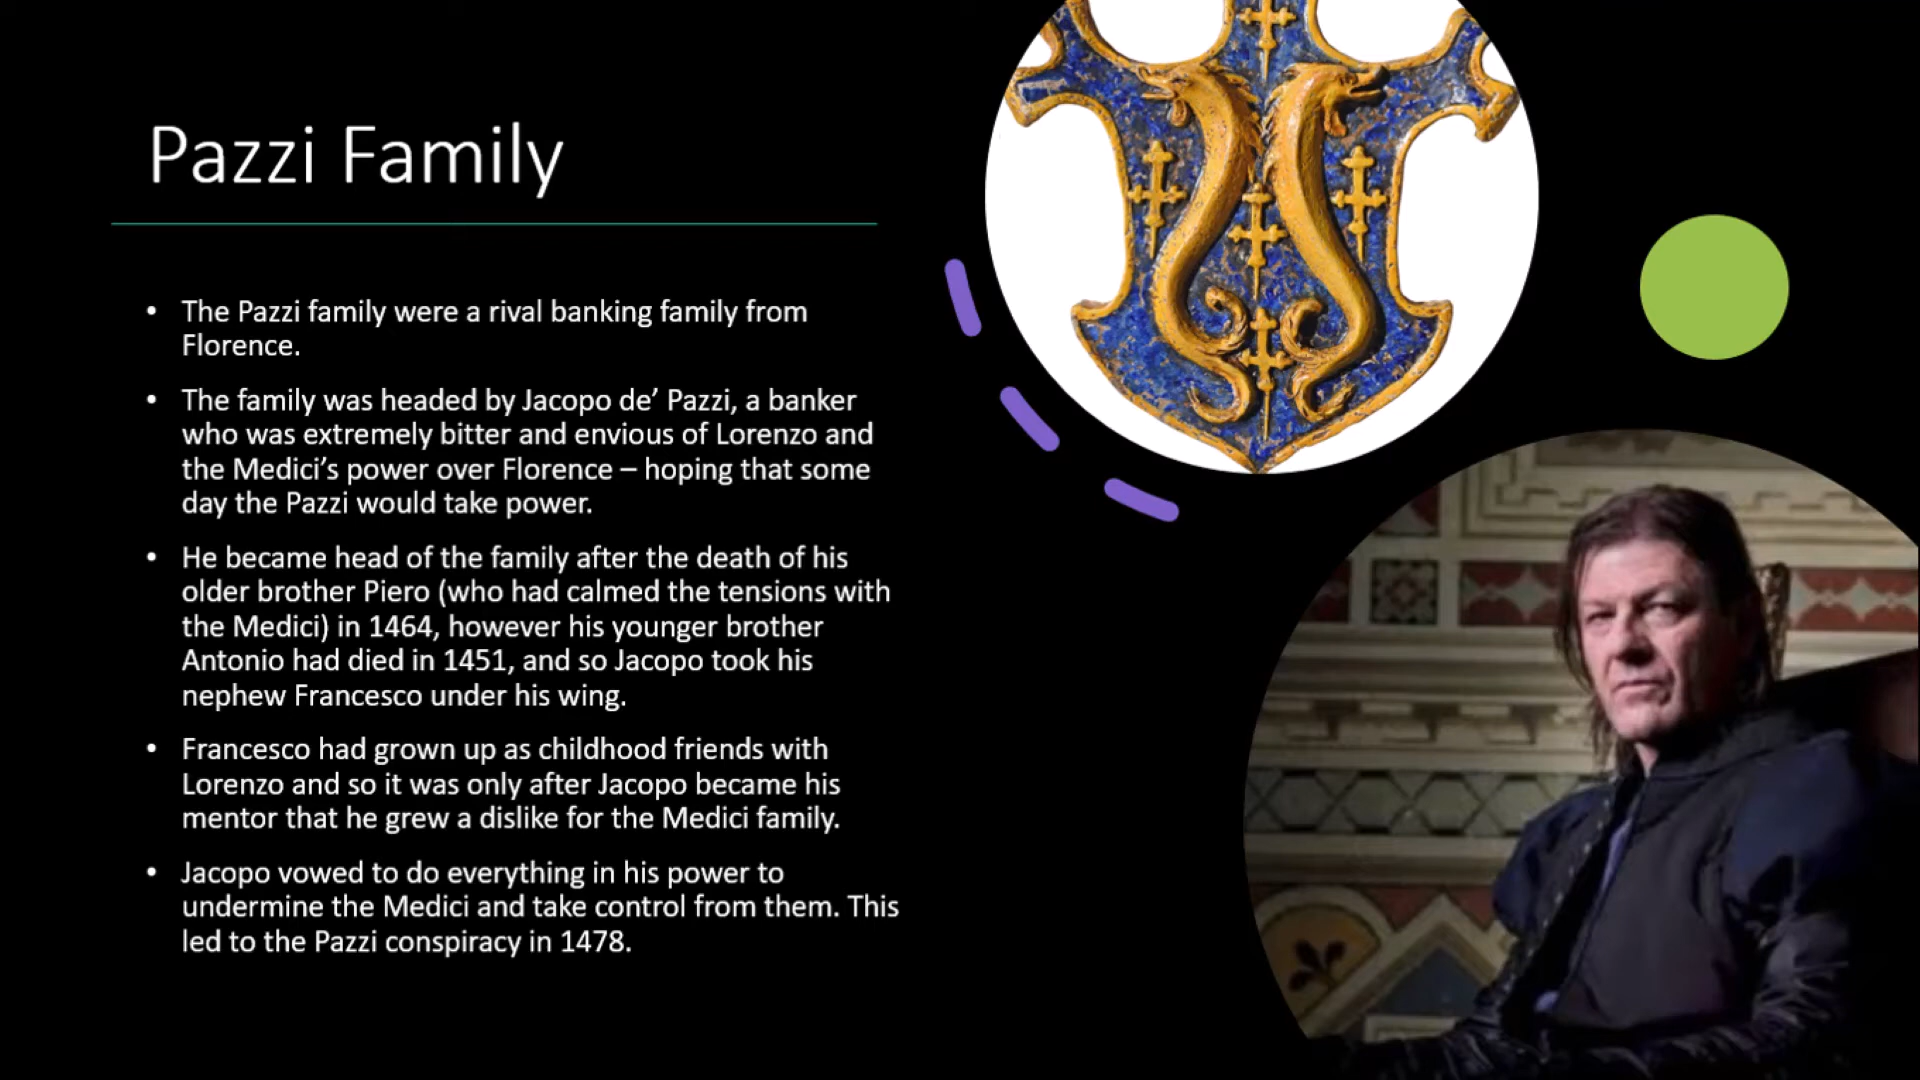 Pazzi Family
• The Pazzi family were a rival banking family from
Florence.
• The family was headed by Jacopo de’ Pazzi, a banker
who was extremely bitter and envious of Lorenzo and
the Medici’s power over Florence – hoping that some
day the Pazzi would take power.
• He became head of the family after the death of his
older brother Piero (who had calmed the tensions with
the Medici) in 1464, however his younger brother
Antonio had died in 1451, and so Jacopo took his
nephew Francesco under his wing.
• Francesco had grown up as childhood friends with
Lorenzo and so it was only after Jacopo became his
mentor that he grew a dislike for the Medici family.
• Jacopo vowed to do everything in his power to
undermine the Medici and take control from them. This
led to the Pazzi conspiracy in 1478.